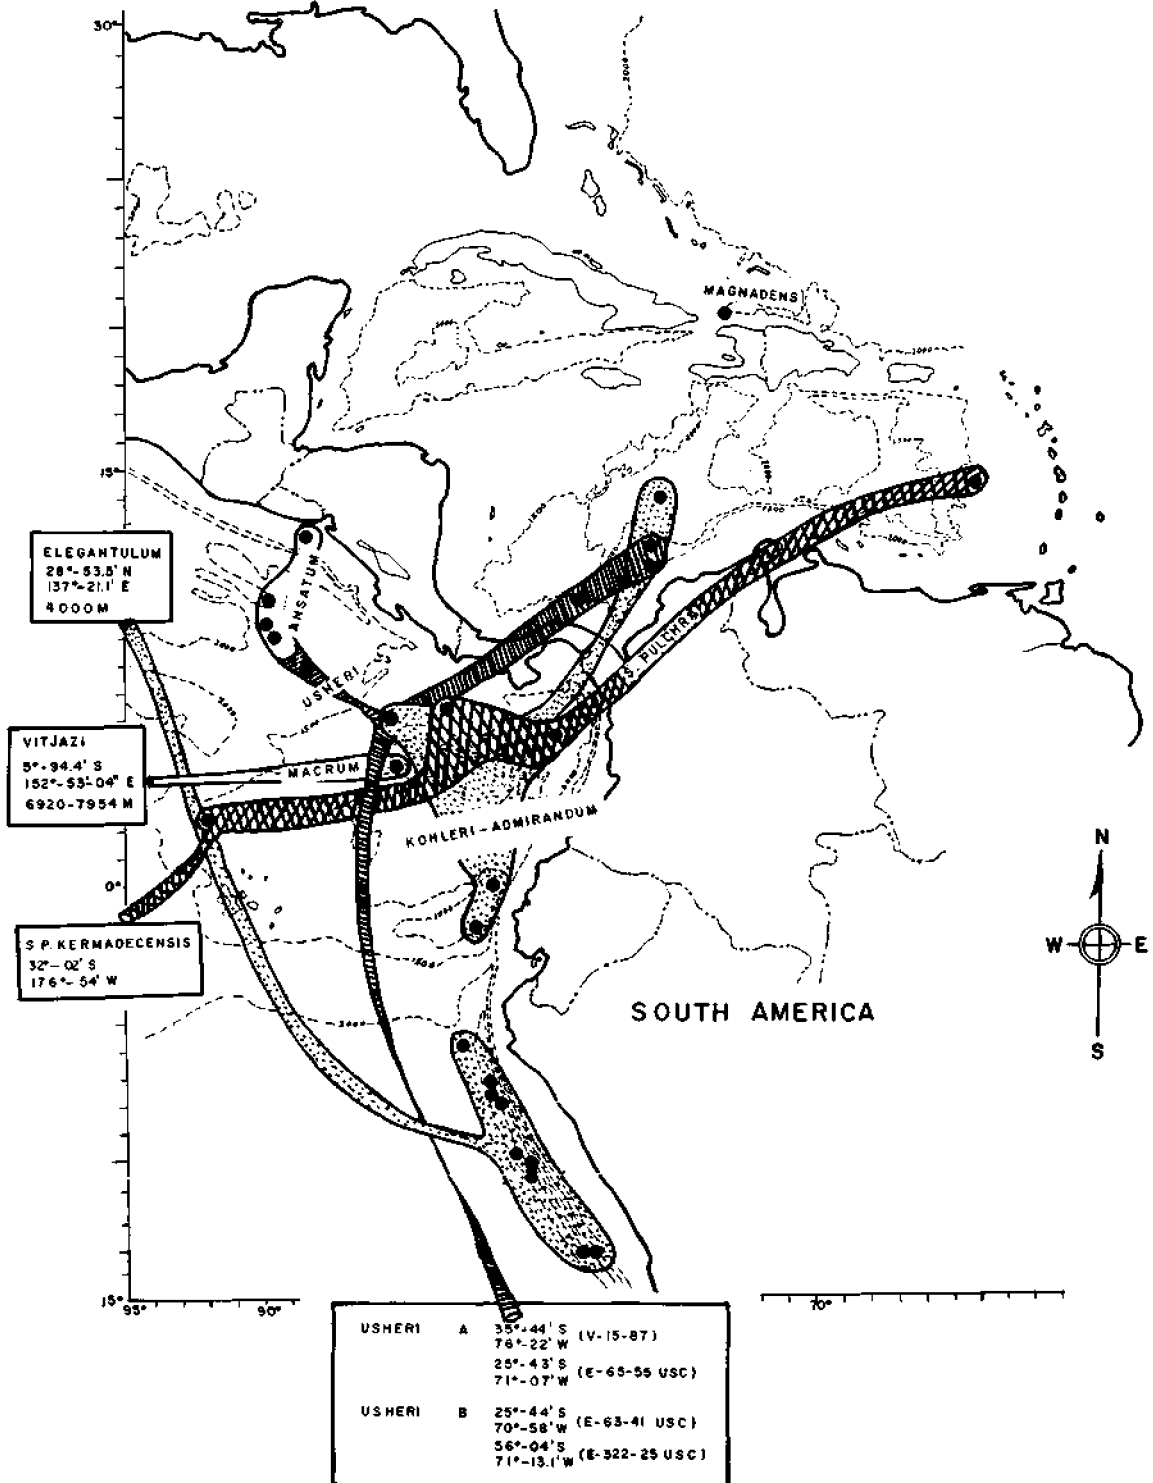 30°
2000
MAGNADENS
2000
15°
ELEGANTULUM
28°-53.5' N
137°-21.1' E
4000M
ANSATUM
USHERI
S. PULCHRA
VITJAZI
5°-94.4' S
152°-53'-04" E
6920-7954 M
MACRUM
KOHLERI-ADMIRANDUM
0°
S P. KERMADECENSIS
32°-02' S
176°-54' W
N
W E
S
SOUTH AMERICA
15°
95°
90°
70°
USHERI A 35°-44' S
76°-22' W (V-15-87)
25°-43' S
71°-07' W (E-65-55 USC)
USHERI B 25°-44' S
70°-58' W (E-63-41 USC)
56°-04' S
71°-13.1' W (E-322-25 USC)